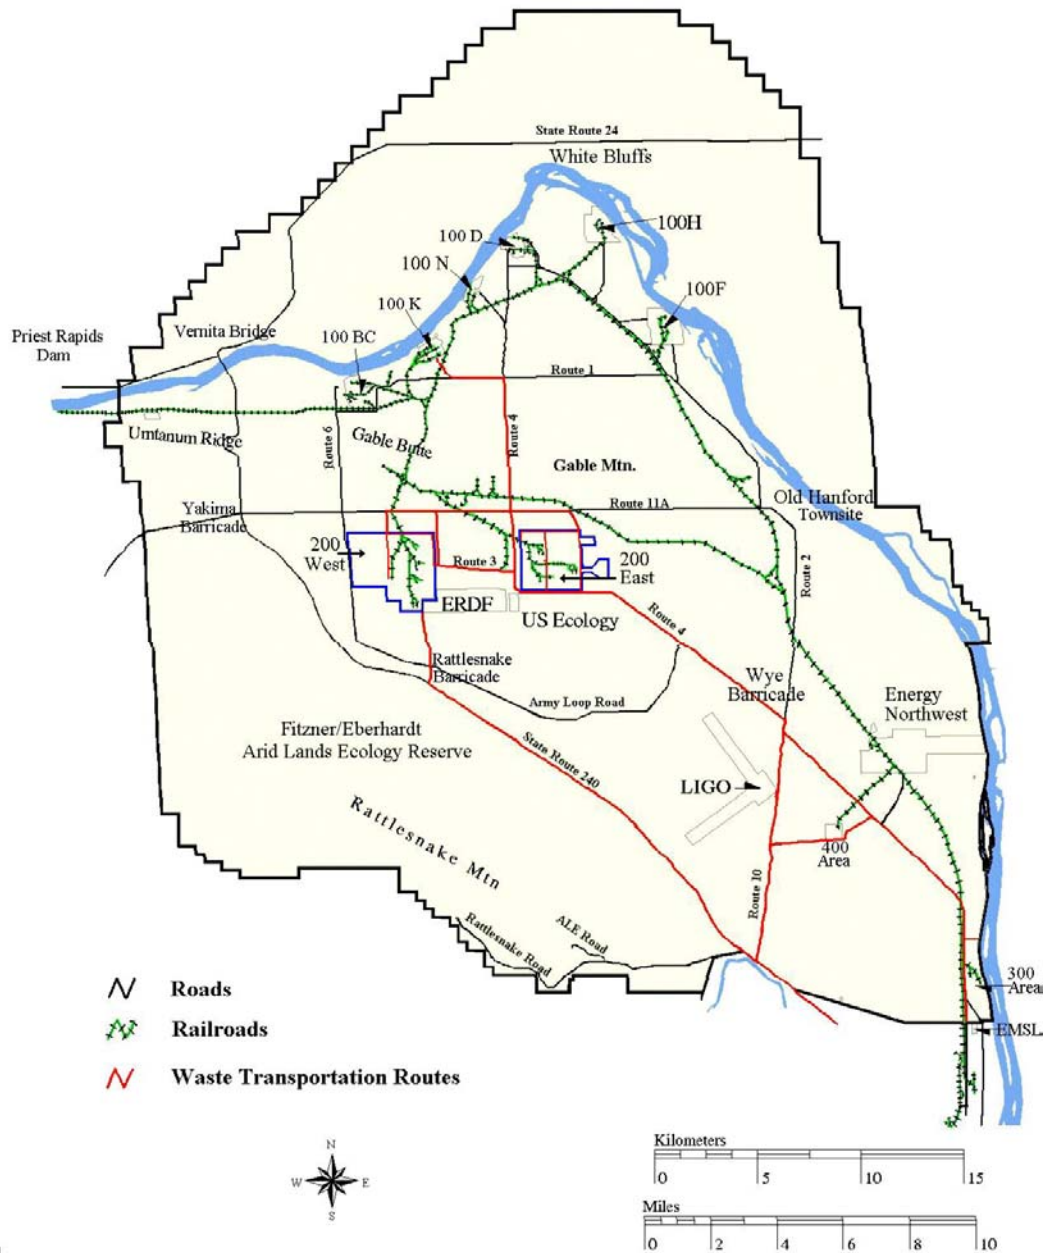 State Route 24
White Bluffs
100H
100 D
100 N
100F
100 K
Priest Rapids
Dam
Vernita Bridge
100 BC
Route 1
Umtanum Ridge
Route 6
Gable Butte
Route 4
Gable Mtn.
Route 11A
Old Hanford
Townsite
Yakima
Barricade
200
West
Route 3
200
East
Route 2
ERDF
US Ecology
Route 4
Rattlesnake
Barricade
Wye
Barricade
Army Loop Road
Energy
Northwest
Fitzner/Eberhardt
Arid Lands Ecology Reserve
State Route 240
LIGO
Rattlesnake Mtn
400
Area
Route 10
Rattlesnake Road
ALE Road
300
Area
EMSL
Roads
Railroads
Waste Transportation Routes
N
W
E
S
Kilometers
0 5 10 15
Miles
0 2 4 6 8 10